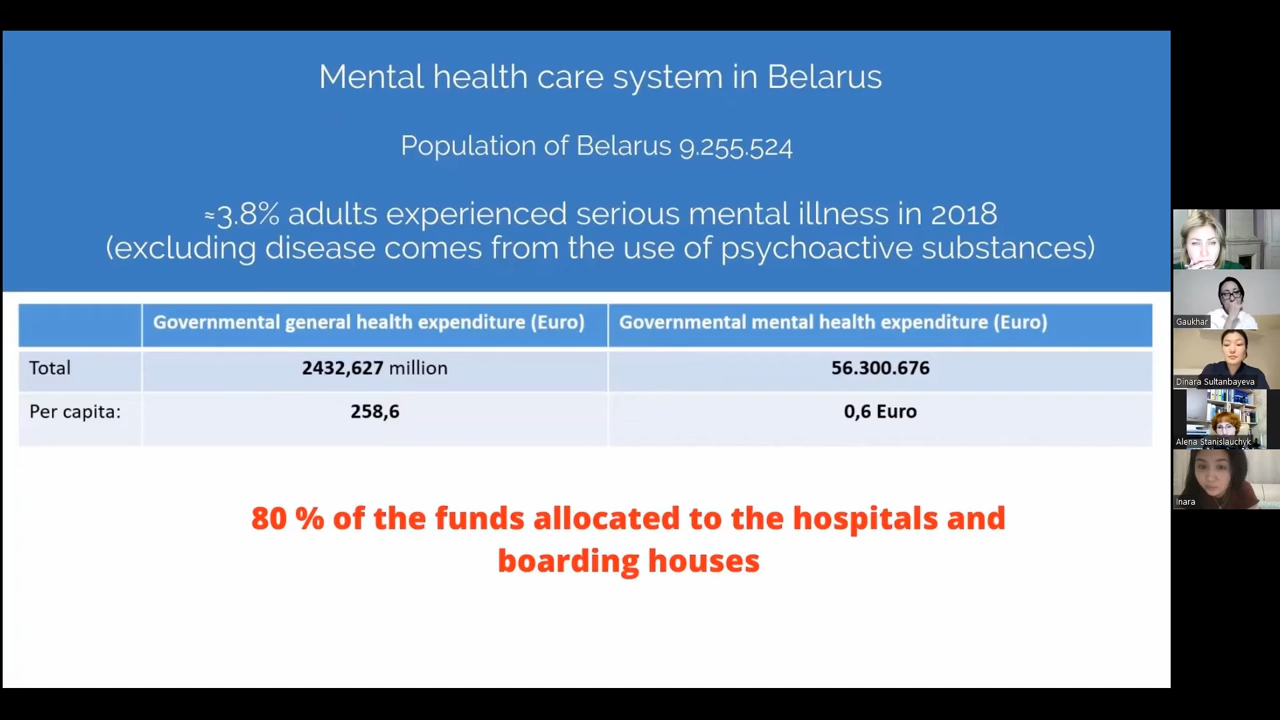 Mental health care system in Belarus
Population of Belarus 9.255.524
≈3.8% adults experienced serious mental illness in 2018
(excluding disease comes from the use of psychoactive substances)
Governmental general health expenditure (Euro) Governmental mental health expenditure (Euro)
Total 2432,627 million 56.300.676
Per capita: 258,6 0,6 Euro
80 % of the funds allocated to the hospitals and
boarding houses
Gaukhar
Dinara Sultanbayeva
Alena Stanislauchyk
Inara